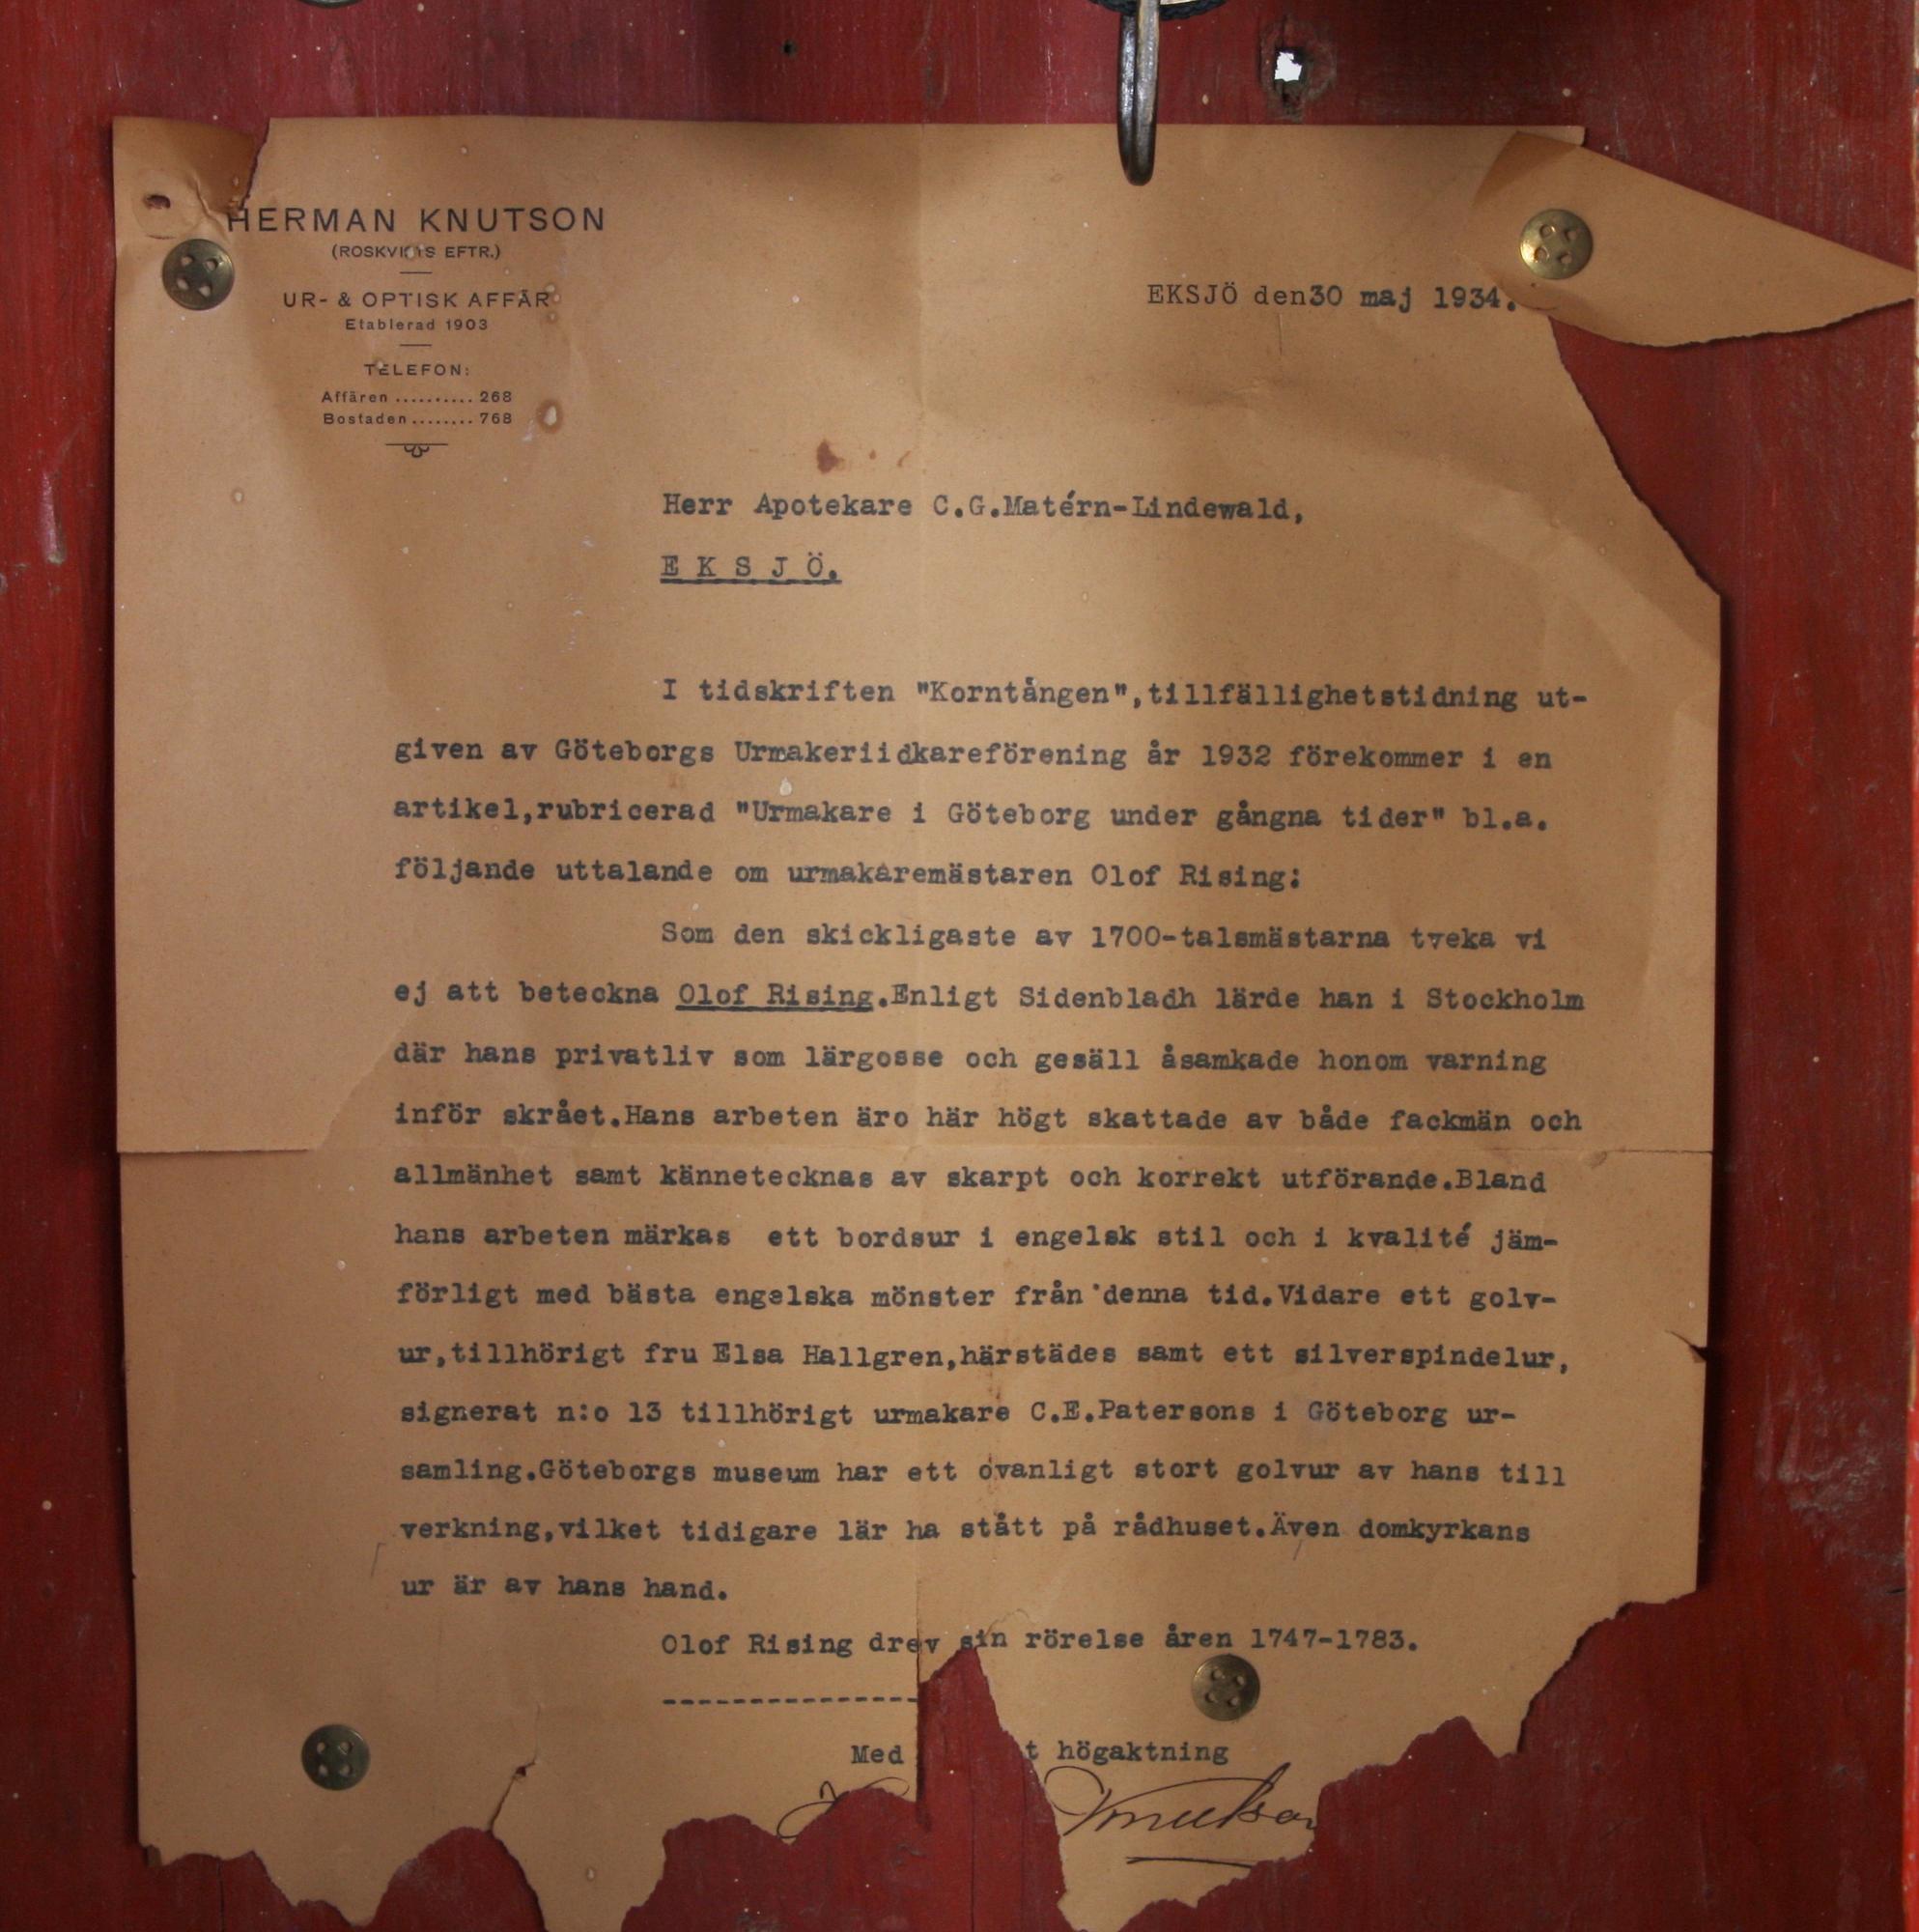 HERMAN KNUTSON
EFTR.)
UR- & OPTISK AFFÄR
Etablerad 1903
TELEFON:
Affären .......... 268
Bostaden ........ 768
EKSJÖ den 30 maj 1934.
Herr Apotekare C.G.Matérn-Lindewald,
E K S J Ö.
I tidskriften "Korntången",tillfällighetstidning ut-
given av Göteborgs Urmakeriidkareförening år 1932 förekommer i en
artikel,rubricerad "Urmakare i Göteborg under gångna tider" bl.a.
följande uttalande om urmakaremästaren Olof Rising:
Som den skickligaste av 1700-talsmästarna tveka vi
ej att beteckna Olof Rising.Enligt Sidenbladh lärde han i Stockholm
där hans privatliv som lärgosse och gesäll åsamkade honom varning
inför skrået.Hans arbeten äro här högt skattade av både fackmän och
allmänhet samt kännetecknas av skarpt och korrekt utförande.Bland
hans arbeten märkas ett bordsur i engelsk stil och i kvalité jäm-
förligt med bästa engelska mönster från denna tid.Vidare ett golv-
ur,tillhörigt fru Elsa Hallgren,härstädes samt ett silverspindelur,
signerat n:o 13 tillhörigt urmakare C.E.Patersons i Göteborg ur-
samling.Göteborgs museum har ett ovanligt stort golvur av hans till
verkning,vilket tidigare lär ha stått på rådhuset.Även domkyrkans
ur är av hans hand.
Olof Rising drev sin rörelse åren 1747-1783.
----------------
Med t högaktning
Knutson